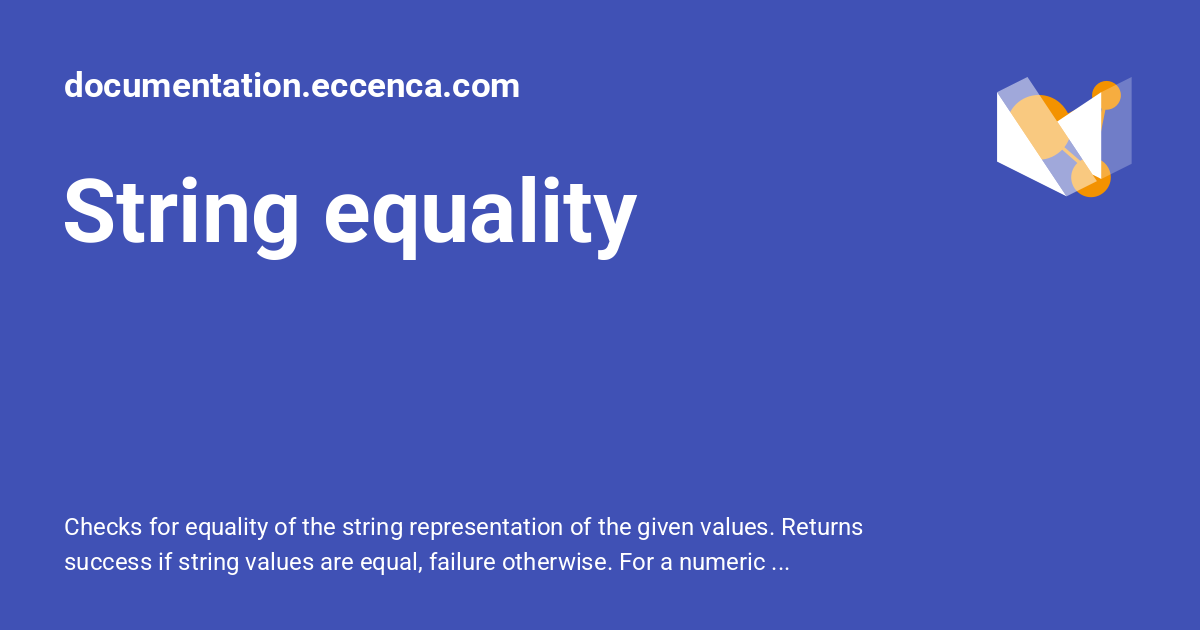 documentation.eccenca.com
String equality
Checks for equality of the string representation of the given values. Returns
success if string values are equal, failure otherwise. For a numeric ...